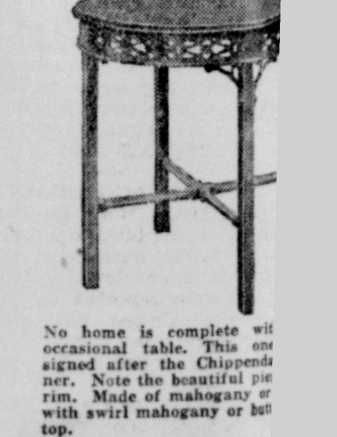 No home is complete wit
occasional table. This one
signed after the Chippenda
ner. Note the beautiful pie
rim. Made of mahogany or
with swirl mahogany or butt
top.